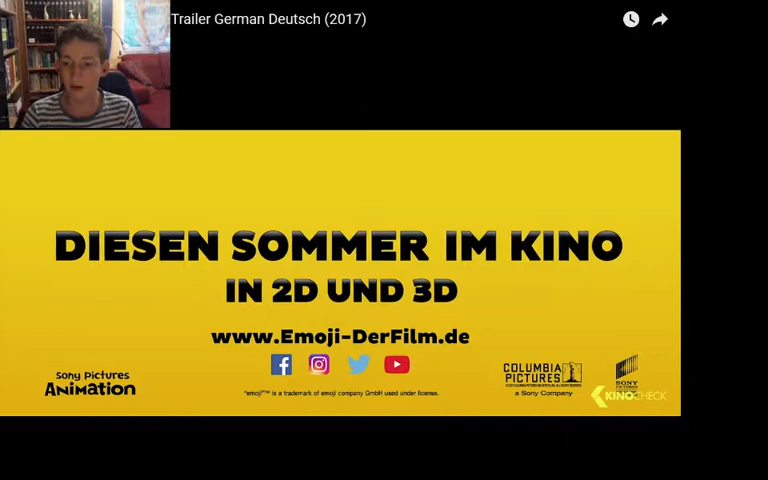 Trailer German Deutsch (2017)
DIESEN SOMMER IM KINO
IN 2D UND 3D
www.Emoji-DerFilm.de
Sony Pictures
ANiMATiON
"emoji"™ is a trademark of emoji company GmbH used under license.
COLUMBIA
PICTURES
a Sony Company
SONY
KINOCHECK